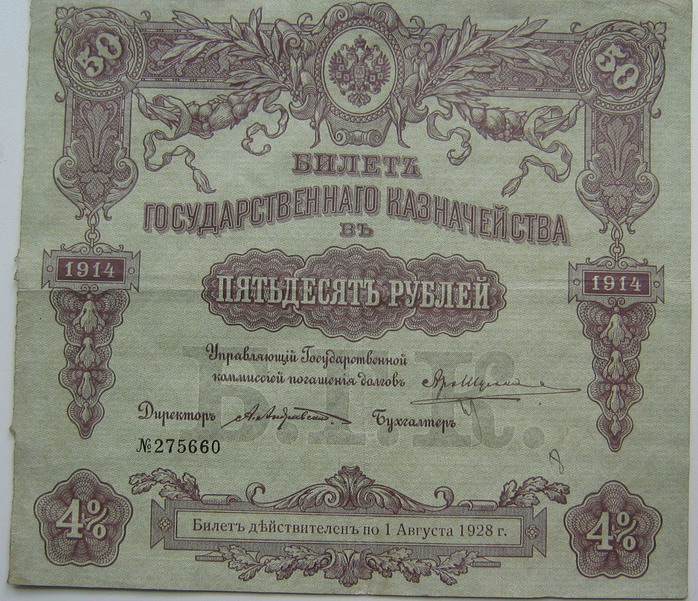 50 50
БИЛЕТЪ
ГОСУДАРСТВЕННАГО КАЗНАЧЕЙСТВА
ВЪ
1914 1914
ПЯТЬДЕСЯТЪ РУБЛЕЙ
Управляющій Государственной
коммиссіей погашенія долговъ
Директоръ Бухгалтеръ
№275660
Б.Г.К.
4% 4%
Билетъ дѣйствителенъ по 1 Августа 1928 г.